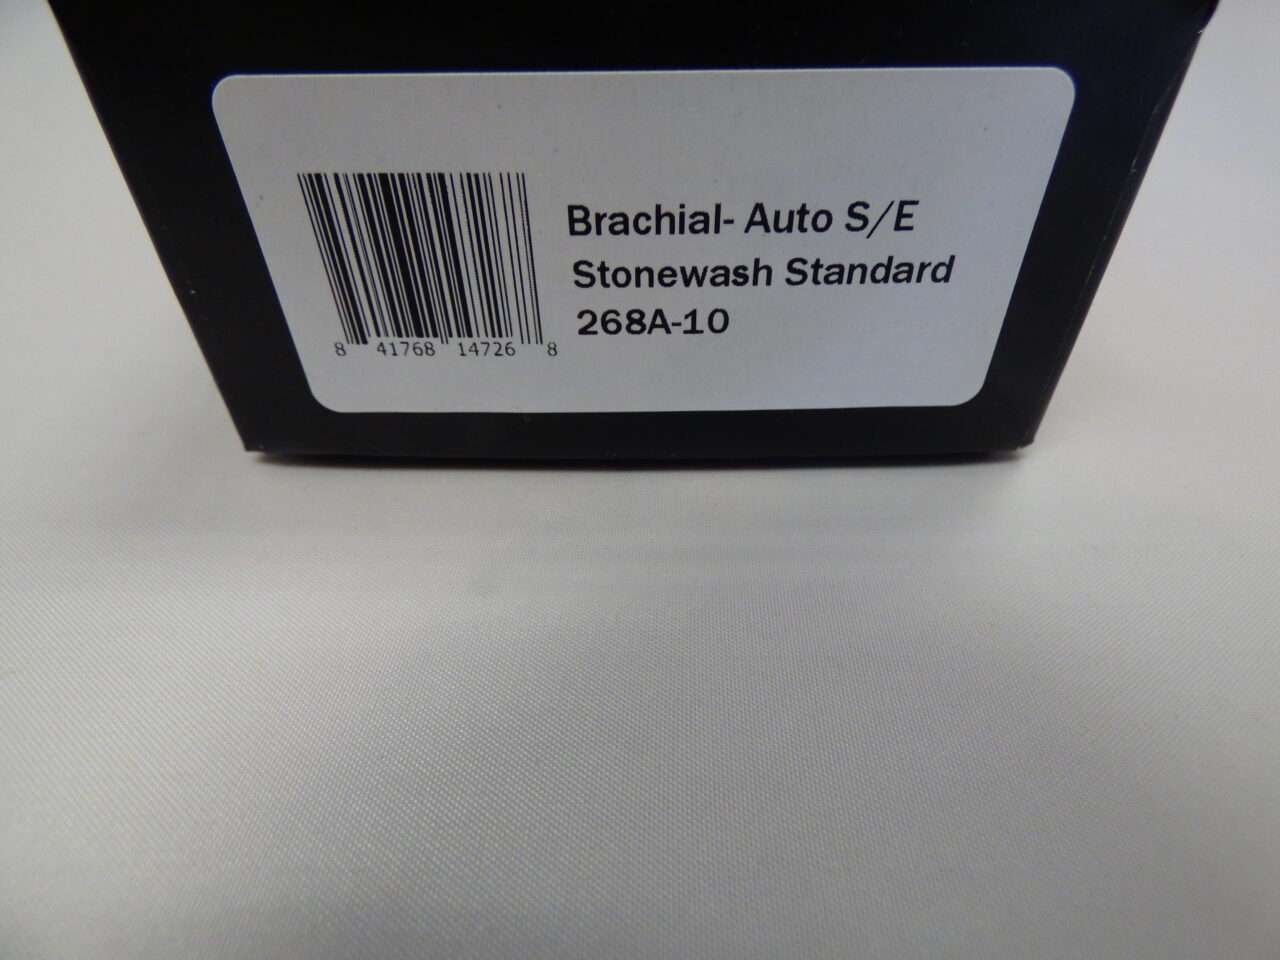 Brachial- Auto S/E
Stonewash Standard
268A-10
8 41768 14726 8